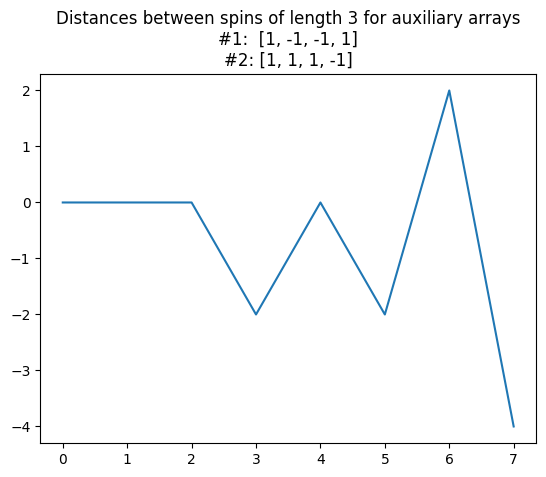 Distances between spins of length 3 for auxiliary arrays
#1:  [1, -1, -1, 1]
#2: [1, 1, 1, -1]
2
1
0
−1
−2
−3
−4
0 1 2 3 4 5 6 7